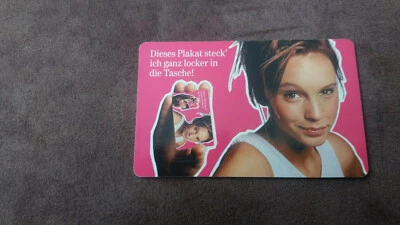 Dieses Plakat steck'
ich ganz locker in
die Tasche!